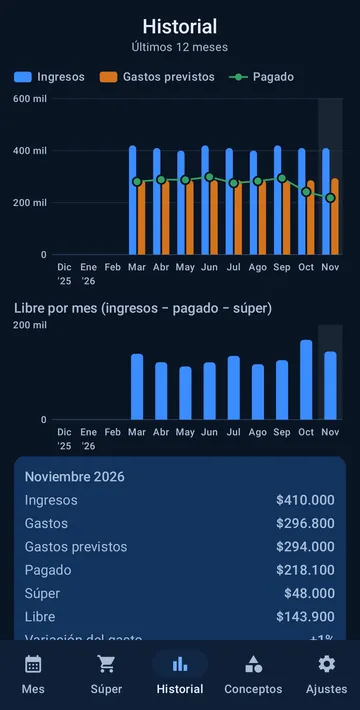 Historial
Últimos 12 meses
Ingresos Gastos previstos Pagado
600 mil
400 mil
200 mil
0
Dic Ene Feb Mar Abr May Jun Jul Ago Sep Oct Nov
'25 '26
Libre por mes (ingresos − pagado − súper)
200 mil
0
Dic Ene Feb Mar Abr May Jun Jul Ago Sep Oct Nov
'25 '26
Noviembre 2026
Ingresos $410.000
Gastos $296.800
Gastos previstos $294.000
Pagado $218.100
Súper $48.000
Libre $143.900
Variación del gasto +1%
Mes Súper Historial Conceptos Ajustes